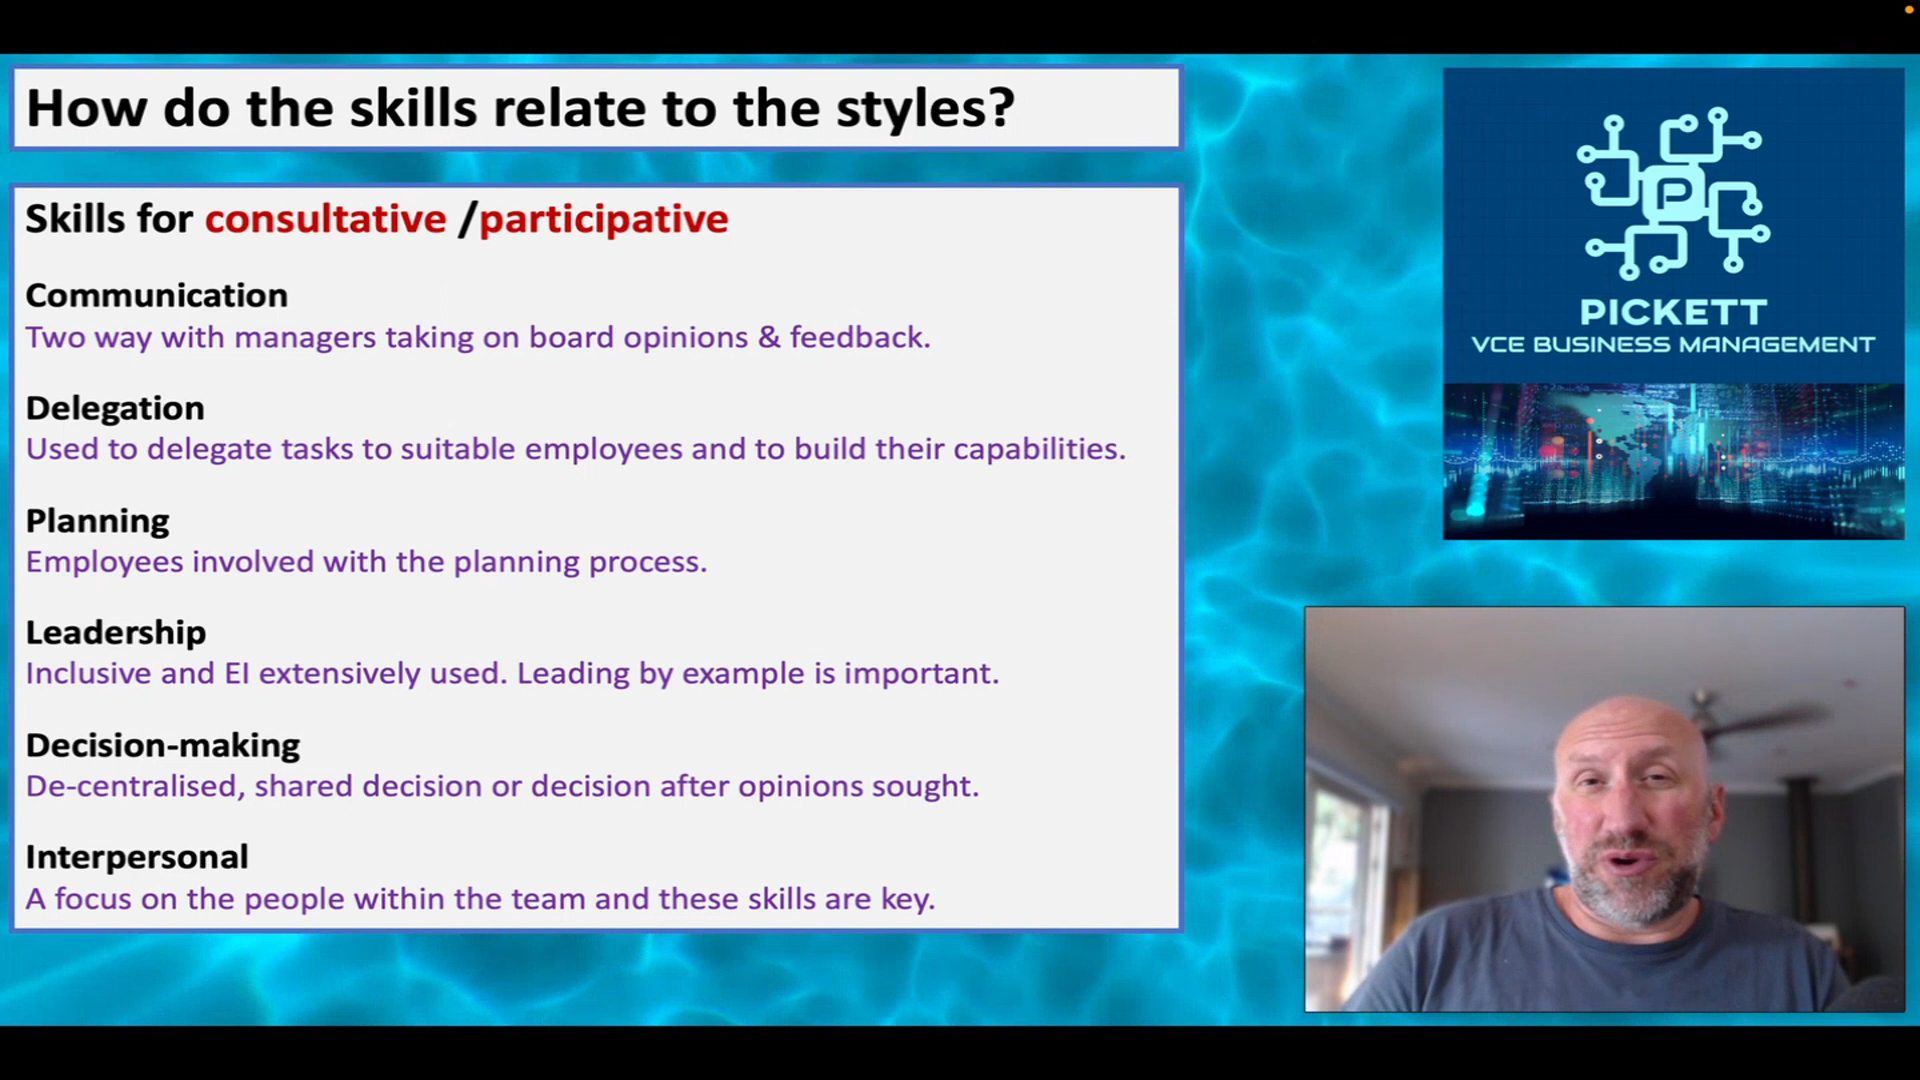 How do the skills relate to the styles?
Skills for consultative /participative
Communication
Two way with managers taking on board opinions & feedback.
Delegation
Used to delegate tasks to suitable employees and to build their capabilities.
Planning
Employees involved with the planning process.
Leadership
Inclusive and EI extensively used. Leading by example is important.
Decision-making
De-centralised, shared decision or decision after opinions sought.
Interpersonal
A focus on the people within the team and these skills are key.
P
PICKETT
VCE BUSINESS MANAGEMENT